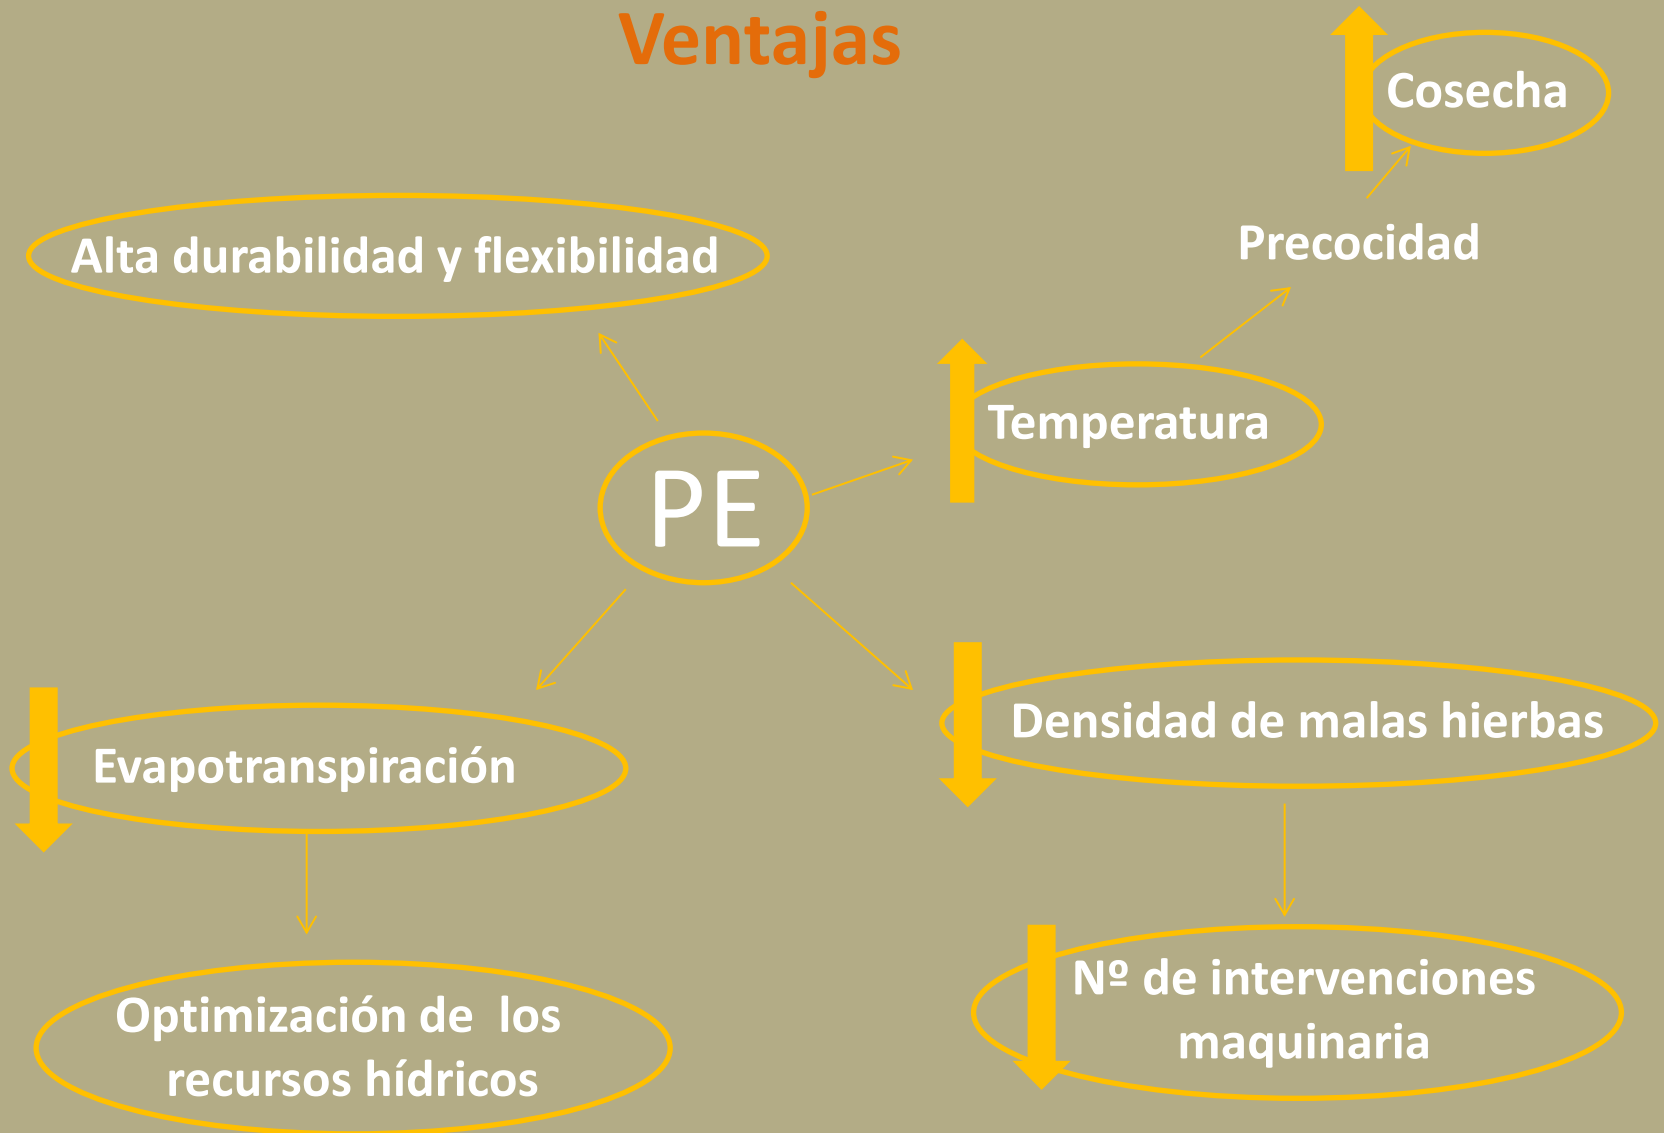 Ventajas
Cosecha
Precocidad
Alta durabilidad y flexibilidad
Temperatura
PE
Densidad de malas hierbas
Evapotranspiración
Nº de intervenciones
maquinaria
Optimización de los
recursos hídricos